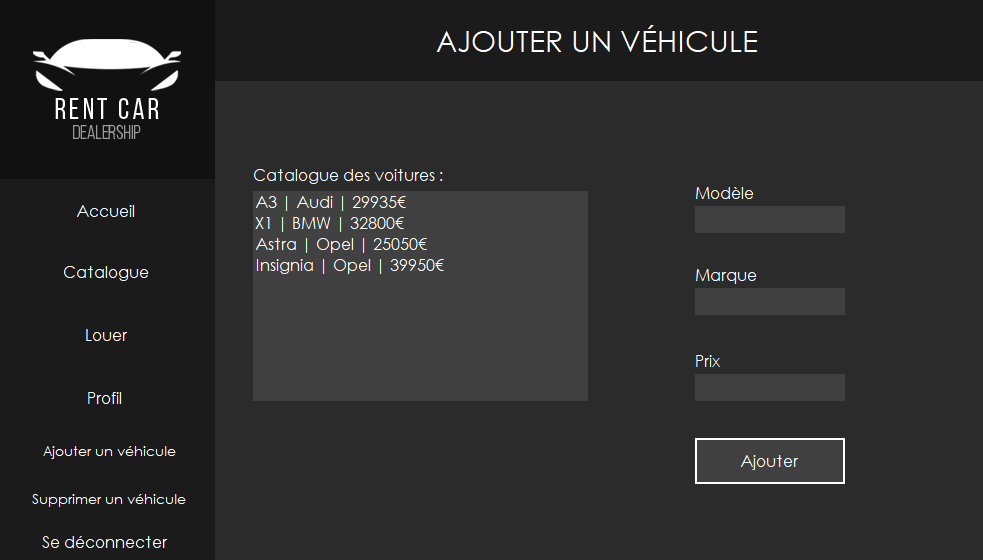 RENT CAR
DEALERSHIP
Accueil
Catalogue
Louer
Profil
Ajouter un véhicule
Supprimer un véhicule
Se déconnecter
AJOUTER UN VÉHICULE
Catalogue des voitures :
A3 | Audi | 29935€
X1 | BMW | 32800€
Astra | Opel | 25050€
Insignia | Opel | 39950€
Modèle
Marque
Prix
Ajouter